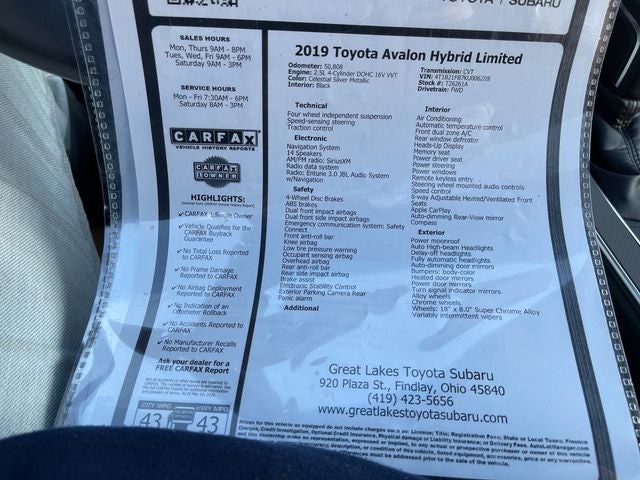 TOYOTA | SUBARU
SALES HOURS
Mon, Thurs 9AM - 8PM
Tues, Wed, Fri 9AM - 6PM
Saturday 9AM - 3PM
SERVICE HOURS
Mon - Fri 7:30AM - 6PM
Saturday 8AM - 3PM
CARFAX
VEHICLE HISTORY REPORTS
CARFAX
1 OWNER
HIGHLIGHTS:
✓ CARFAX 1 Single Owner
✓ Vehicle Qualifies for the
CARFAX Buyback
Guarantee
✓ No Total Loss Reported
to CARFAX
✓ No Frame Damage
Reported to CARFAX
✓ No Airbag Deployment
Reported to CARFAX
✓ No Indication of an
Odometer Rollback
✓ No Accidents Reported to
CARFAX
✓ No Manufacturer Recalls
Reported to CARFAX
Ask your dealer for a
FREE CARFAX Report
CITY MPG
43
HWY MPG
43
2019 Toyota Avalon Hybrid Limited
Odometer: 50,808
Engine: 2.5L 4-Cylinder DOHC 16V VVT
Color: Celestial Silver Metallic
Interior: Black
Transmission: CVT
VIN: 4T1B21FB7KU006208
Stock #: T26261A
Drivetrain: FWD
Technical
Four wheel independent suspension
Speed-sensing steering
Traction control
Electronic
Navigation System
14 Speakers
AM/FM radio: SiriusXM
Radio data system
Radio: Entune 3.0 JBL Audio System
w/Navigation
Safety
4-Wheel Disc Brakes
ABS brakes
Dual front impact airbags
Dual front side impact airbags
Emergency communication system: Safety
Connect
Front anti-roll bar
Knee airbag
Low tire pressure warning
Occupant sensing airbag
Overhead airbag
Rear anti-roll bar
Rear side impact airbag
Brake assist
Electronic Stability Control
Exterior Parking Camera Rear
Panic alarm
Additional
Interior
Air Conditioning
Automatic temperature control
Front dual zone A/C
Rear window defroster
Heads-Up Display
Memory seat
Power driver seat
Power steering
Power windows
Remote keyless entry
Steering wheel mounted audio controls
Speed control
8-way Adjustable Heated/Ventilated Front
Seats
Apple CarPlay
Auto-dimming Rear-View mirror
Compass
Exterior
Power moonroof
Auto High-beam Headlights
Delay-off headlights
Fully automatic headlights
Auto-dimming door mirrors
Bumpers: body-color
Heated door mirrors
Power door mirrors
Turn signal indicator mirrors
Alloy wheels
Chrome wheels
Wheels: 18" x 8.0" Super Chrome Alloy
Variably intermittent wipers
Great Lakes Toyota Subaru
920 Plaza St., Findlay, Ohio 45840
(419) 423-5656
www.greatlakestoyotasubaru.com